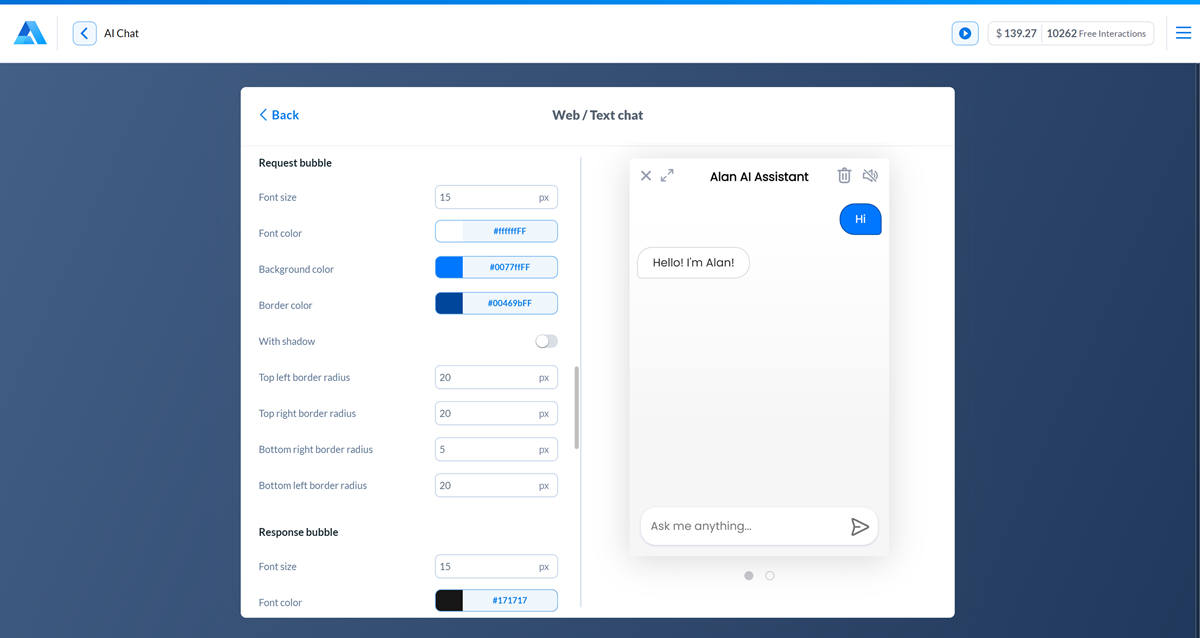 AI Chat
$ 139.27 10262 Free Interactions
Back
Web / Text chat
Request bubble
Font size 15 px
Font color #ffffffFF
Background color #0077ffFF
Border color #00469bFF
With shadow
Top left border radius 20 px
Top right border radius 20 px
Bottom right border radius 5 px
Bottom left border radius 20 px
Response bubble
Font size 15 px
Font color #171717
Alan AI Assistant
Hi
Hello! I'm Alan!
Ask me anything...